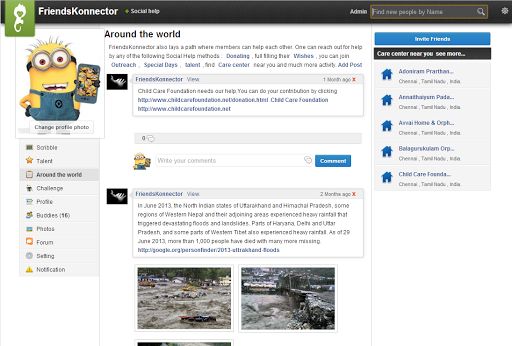 FriendsKonnector + Social help Admin Find new people by Name
Change profile photo
Scribble
Talent
Around the world
Challenge
Profile
Buddies (16)
Photos
Forum
Setting
Notification
Around the world
FriendsKonnector also lays a path where members can help each other. One can reach out for help
by any of the following Social Help methods . Donating , full filling their Wishes , you can join
Outreach , Special Days , talent , find Care center near you and much more activity. Add Post
FriendsKonnector View. 1 Month ago X
Child Care Foundation needs our help.You can do your contribution by clicking
http://www.childcarefoundation.net/donation.html Child Care Foundation
http://www.childcarefoundation.net
0
Write your comments Comment
FriendsKonnector View. 2 Months ago X
In June 2013, the North Indian states of Uttarakhand and Himachal Pradesh, some
regions of Western Nepal and their adjoining areas experienced heavy rainfall that
triggered devastating floods and landslides. Parts of Harvana, Delhi and Uttar
Pradesh, and some parts of Western Tibet also experienced heavy rainfall. As of 29
June 2013, more than 1,000 people have died with many more missing.
http://google.org/personfinder/2013-uttrakhand-floods
Invite Friends
Care center near you see more...
Adoniram Prarthan...
Chennai , Tamil Nadu , India.
Annaithaiyum Pada...
Chennai , Tamil Nadu , India.
Avvai Home & Orph...
Chennai , Tamil Nadu , India.
Balagurukulam Orp...
Chennai , Tamil Nadu , India.
Child Care Founda...
Chennai , Tamil Nadu , India.